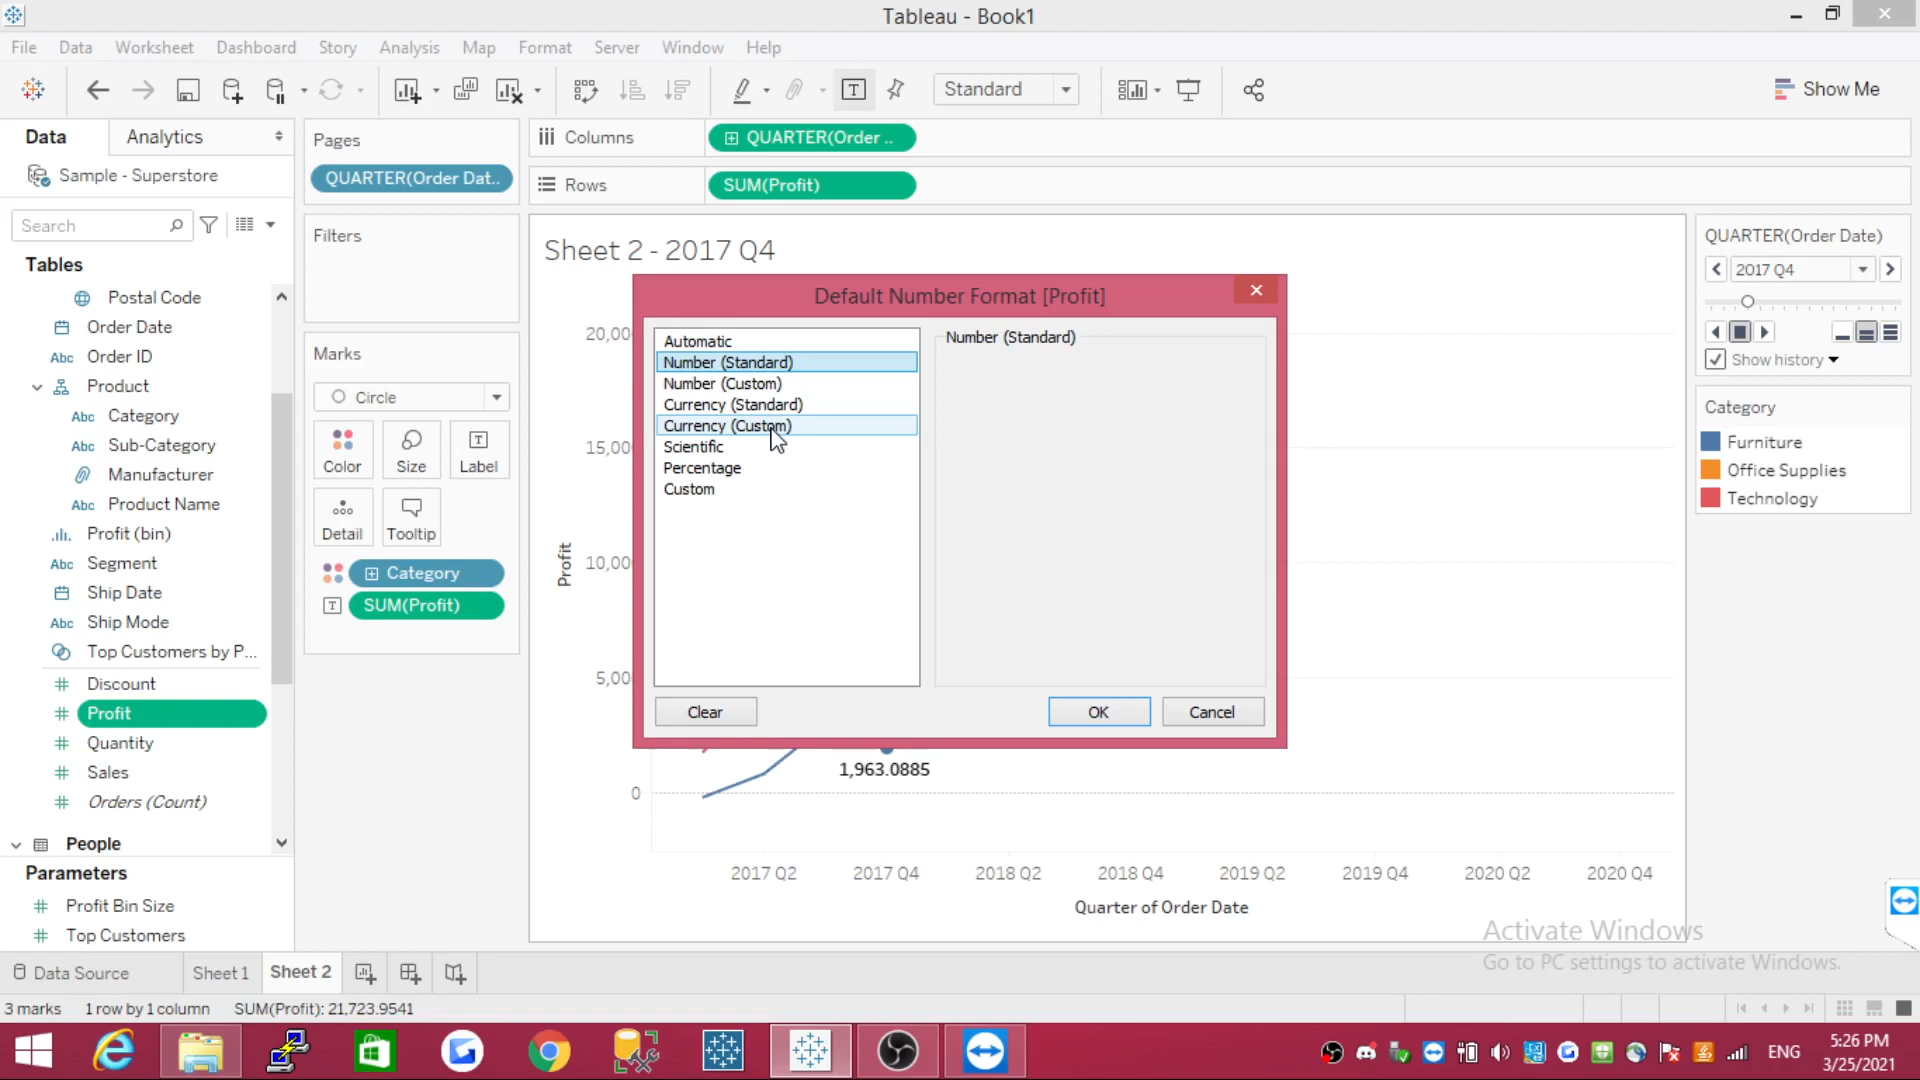 Tableau - Book1
File Data Worksheet Dashboard Story Analysis Map Format Server Window Help
Standard
Show Me
Data
Analytics
Sample - Superstore
Search
Tables
Postal Code
Order Date
Abc Order ID
Product
Abc Category
Abc Sub-Category
Manufacturer
Abc Product Name
Profit (bin)
Abc Segment
Ship Date
Abc Ship Mode
Top Customers by P...
# Discount
# Profit
# Quantity
# Sales
# Orders (Count)
People
Parameters
# Profit Bin Size
# Top Customers
Pages
QUARTER(Order Dat..
Filters
Marks
Circle
Color Size Label
Detail Tooltip
Category
SUM(Profit)
Columns QUARTER(Order ..
Rows SUM(Profit)
Sheet 2 - 2017 Q4
Default Number Format [Profit]
Automatic
Number (Standard)
Number (Custom)
Currency (Standard)
Currency (Custom)
Scientific
Percentage
Custom
Number (Standard)
Clear
OK
Cancel
Profit
20,00
15,00
10,00
5,00
0
1,963.0885
2017 Q2 2017 Q4 2018 Q2 2018 Q4 2019 Q2 2019 Q4 2020 Q2 2020 Q4
Quarter of Order Date
QUARTER(Order Date)
2017 Q4
Show history
Category
Furniture
Office Supplies
Technology
Activate Windows
Go to PC settings to activate Windows.
Data Source Sheet 1 Sheet 2
3 marks 1 row by 1 column SUM(Profit): 21,723.9541
ENG
5:26 PM
3/25/2021